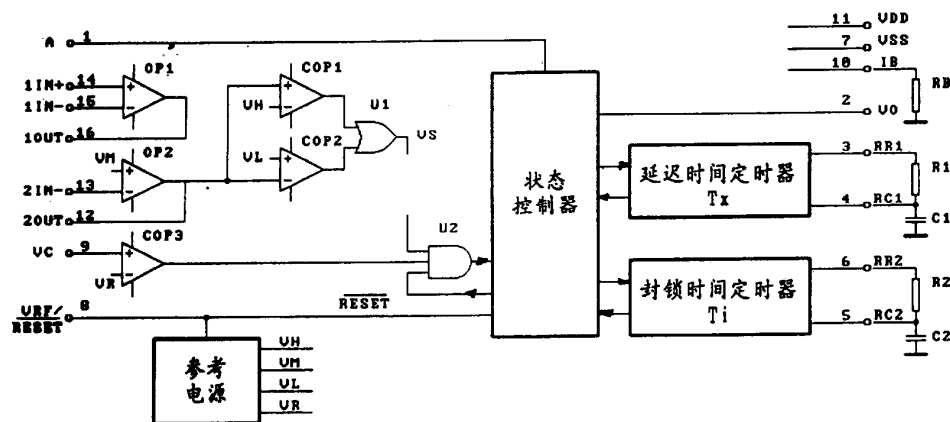 A 1
1IM+ 14
1IM- 15
1OUT 16
OP1
COP1
VH
U1
VS
COP2
VL
VM
OP2
2IM- 13
2OUT 12
COP3
VC 9
VR
U2
RESET
VRF/
RESET
8
参考
电源
VH
VM
VL
VR
状态
控制器
11 VDD
7 VSS
10 IB
RB
2 VO
延迟时间定时器
Tx
3 RR1
R1
4 RC1
C1
封锁时间定时器
Ti
6 RR2
R2
5 RC2
C2